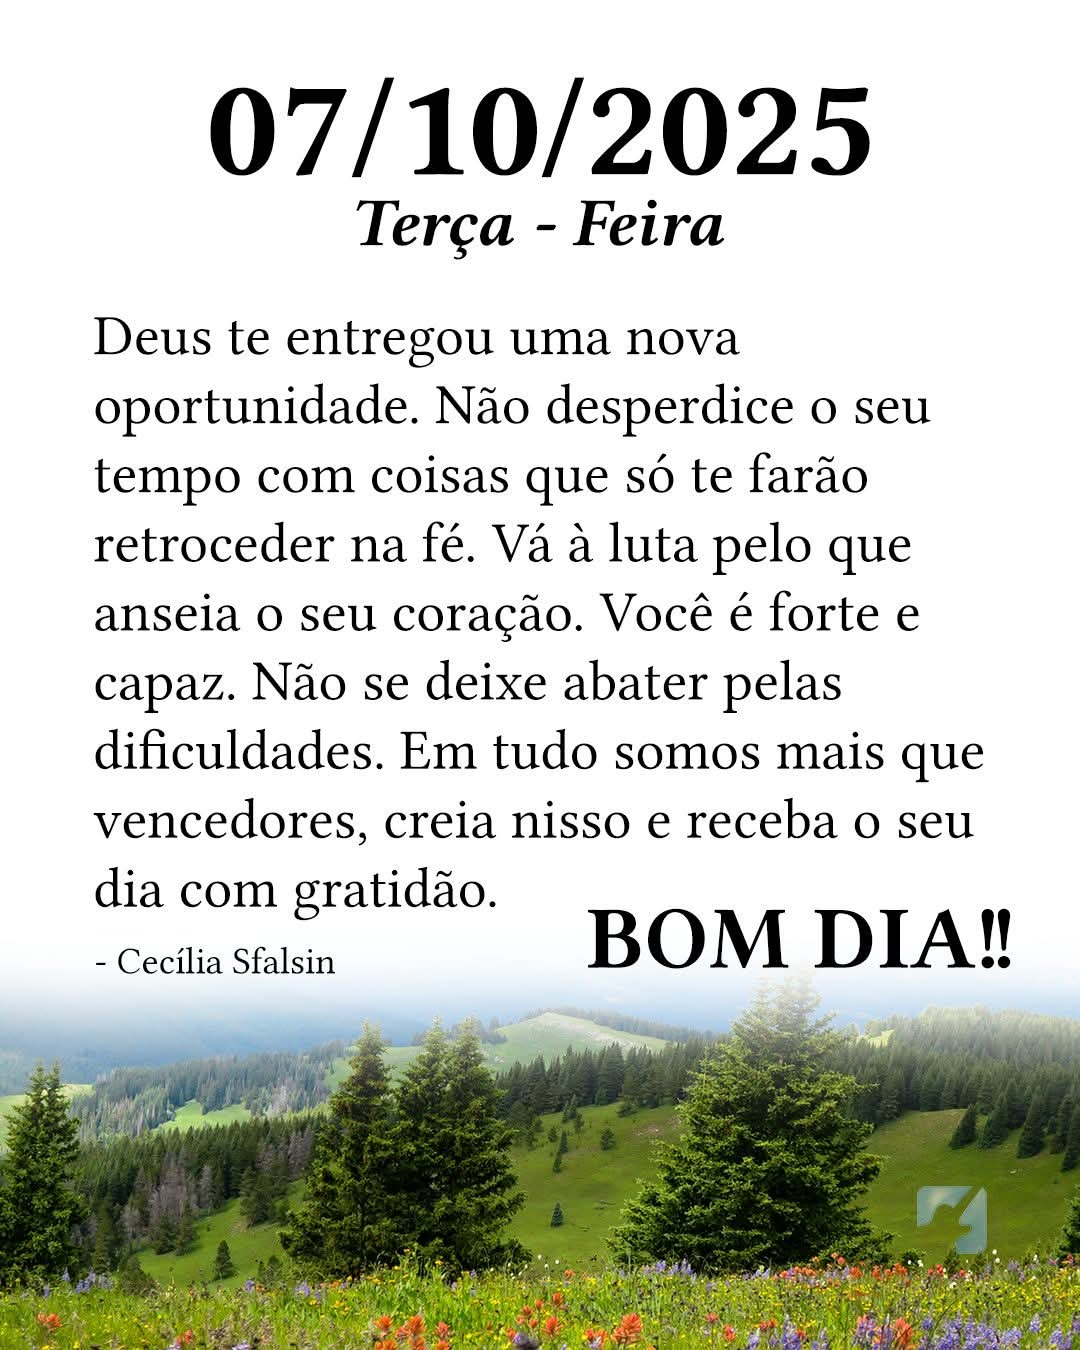 07/10/2025
Terça - Feira
Deus te entregou uma nova
oportunidade. Não desperdice o seu
tempo com coisas que só te farão
retroceder na fé. Vá à luta pelo que
anseia o seu coração. Você é forte e
capaz. Não se deixe abater pelas
dificuldades. Em tudo somos mais que
vencedores, creia nisso e receba o seu
dia com gratidão.
- Cecília Sfalsin
BOM DIA!!